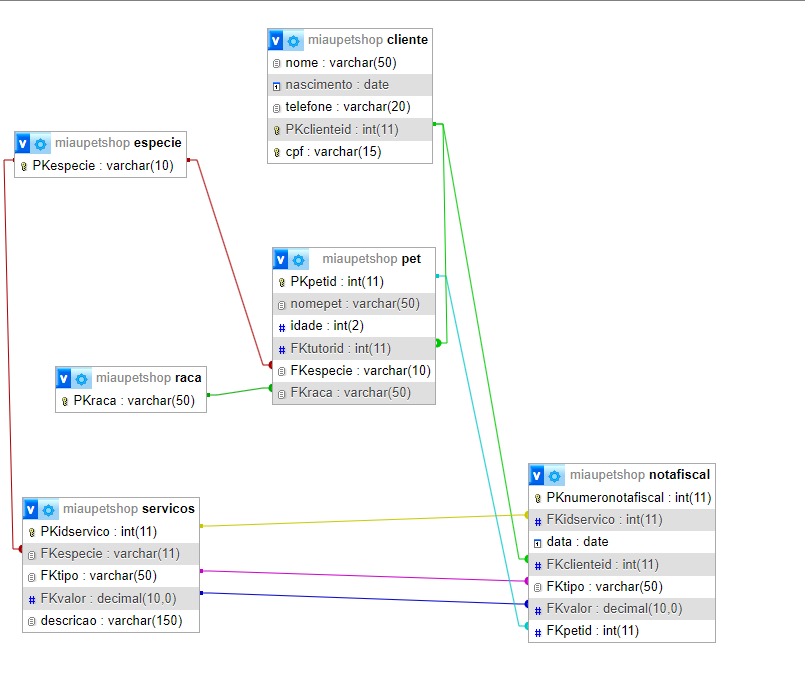 miaupetshop cliente
nome : varchar(50)
nascimento : date
telefone : varchar(20)
PKclienteid : int(11)
cpf : varchar(15)
miaupetshop especie
PKespecie : varchar(10)
miaupetshop pet
PKpetid : int(11)
nomepet : varchar(50)
idade : int(2)
FKtutorid : int(11)
FKespecie : varchar(10)
FKraca : varchar(50)
miaupetshop raca
PKraca : varchar(50)
miaupetshop servicos
PKidservico : int(11)
FKespecie : varchar(11)
FKtipo : varchar(50)
FKvalor : decimal(10,0)
descricao : varchar(150)
miaupetshop notafiscal
PKnumeronotafiscal : int(11)
FKidservico : int(11)
data : date
FKclienteid : int(11)
FKtipo : varchar(50)
FKvalor : decimal(10,0)
FKpetid : int(11)